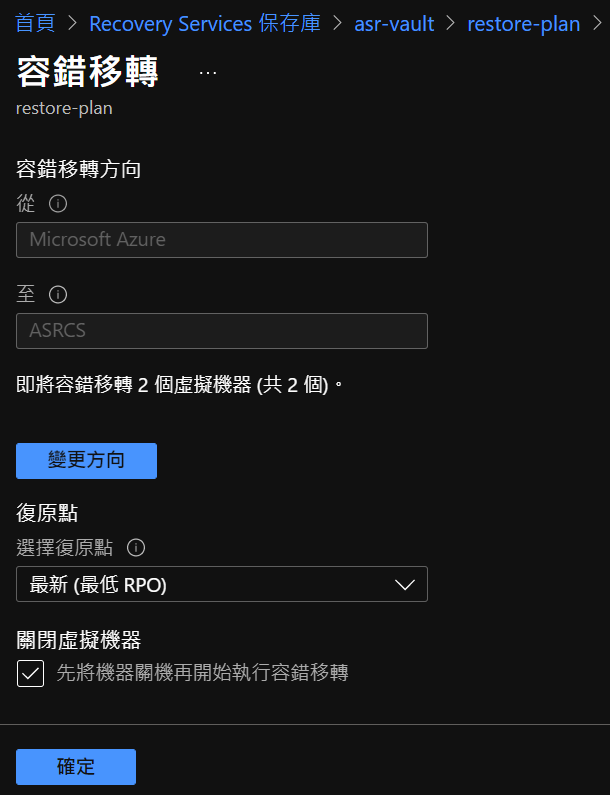 首頁 > Recovery Services 保存庫 > asr-vault > restore-plan >
容錯移轉 ...
restore-plan
容錯移轉方向
從
Microsoft Azure
至
ASRCS
即將容錯移轉 2 個虛擬機器 (共 2 個)。
變更方向
復原點
選擇復原點
最新 (最低 RPO)
關閉虛擬機器
先將機器關機再開始執行容錯移轉
確定